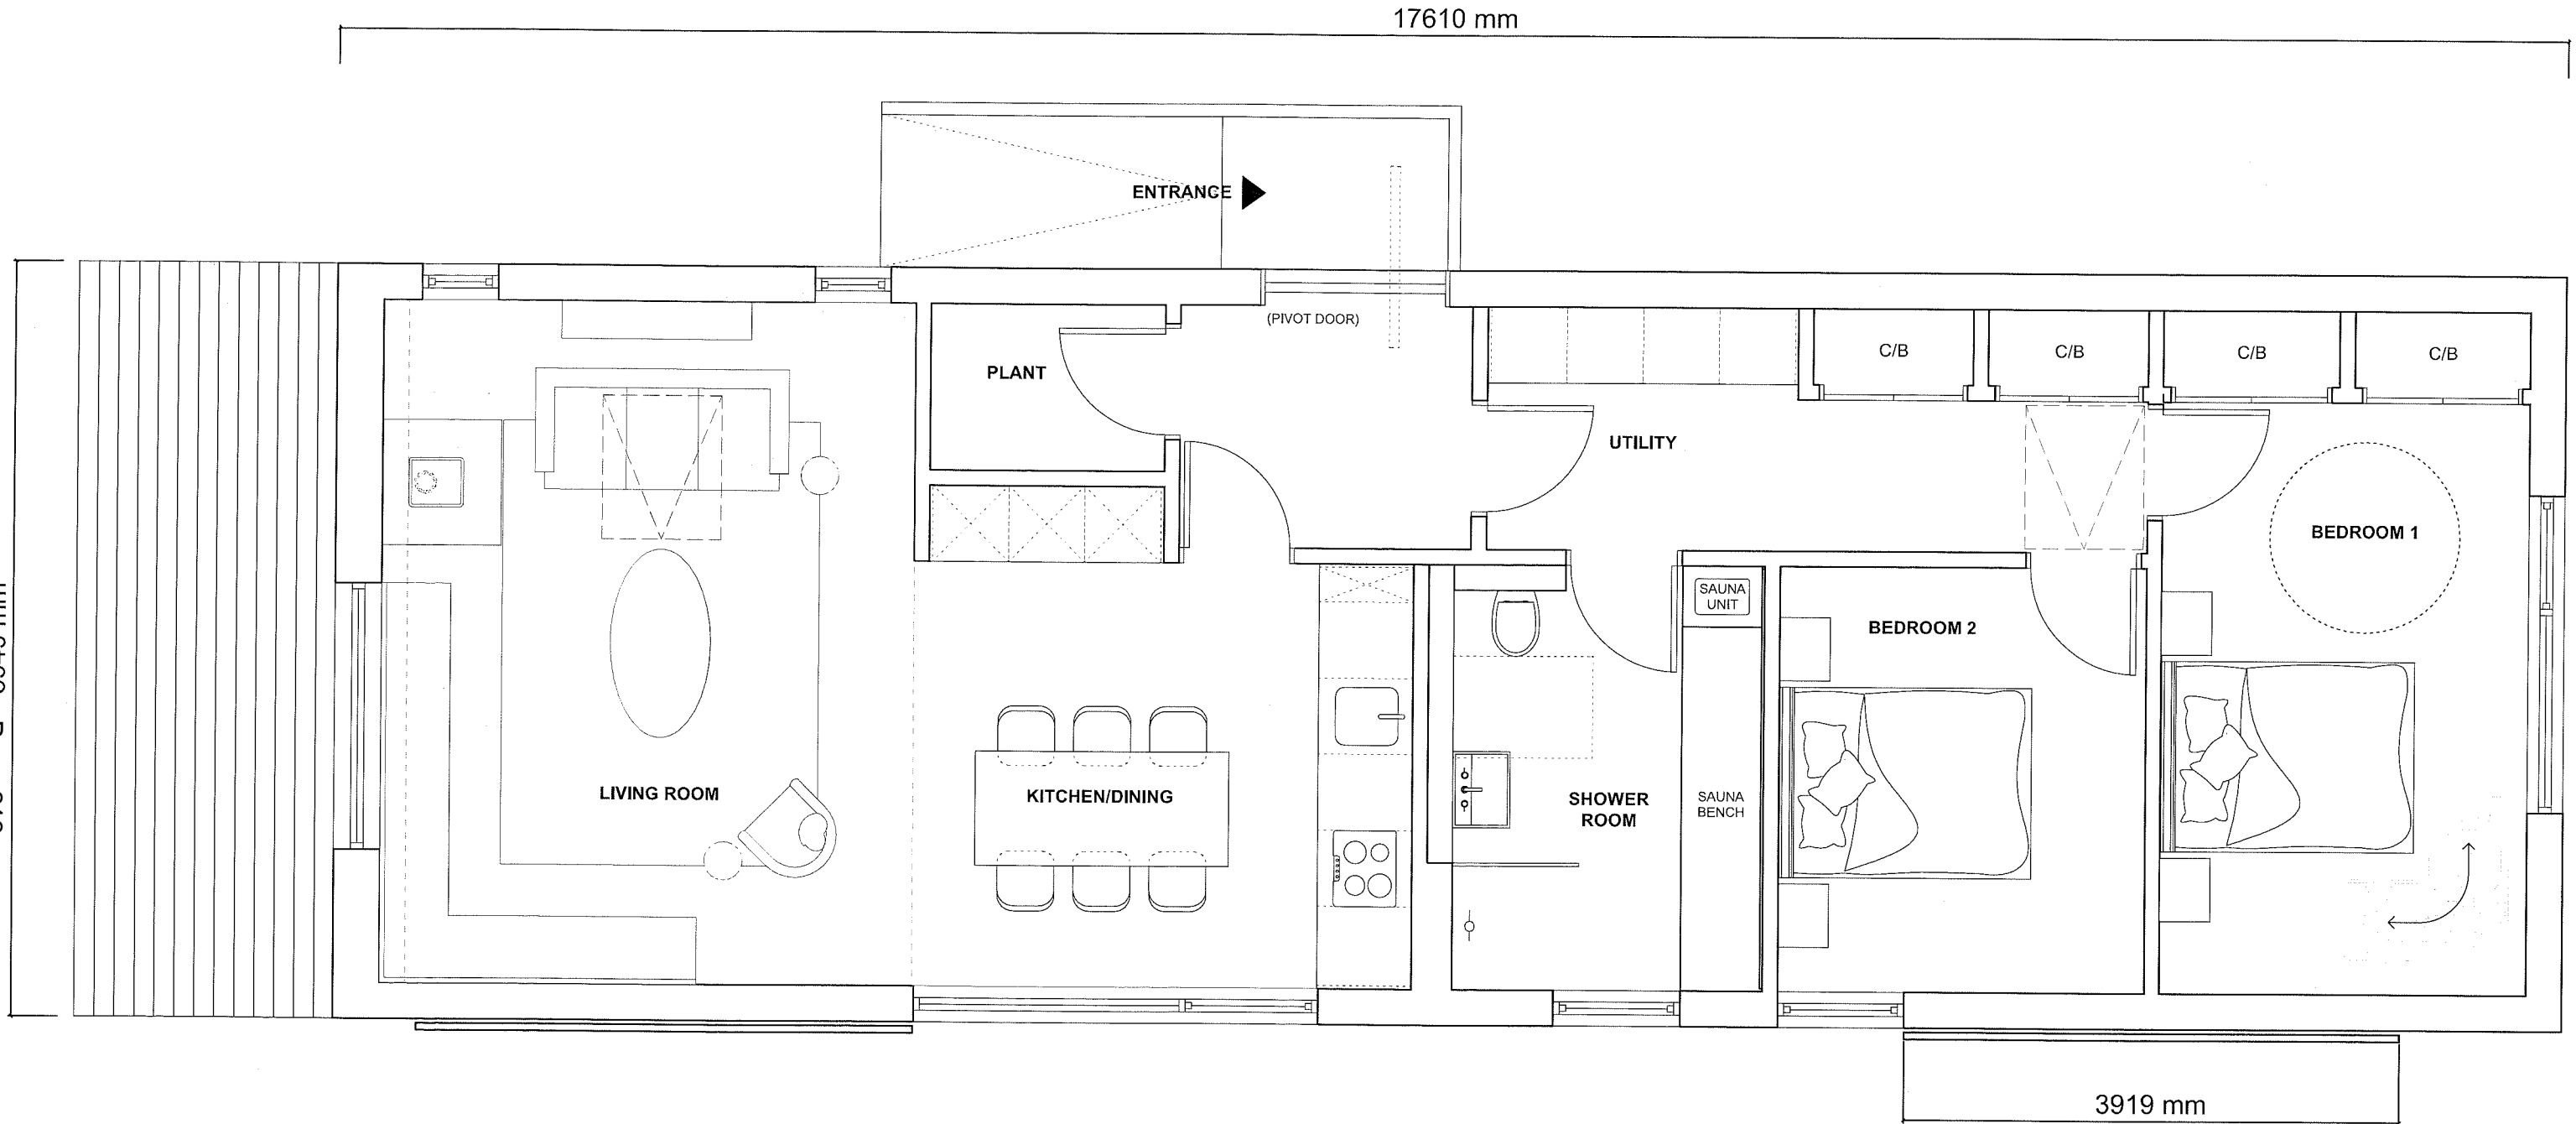 17610 mm
ENTRANCE
(PIVOT DOOR)
PLANT
C/B
C/B
C/B
C/B
UTILITY
BEDROOM 1
SAUNA
UNIT
BEDROOM 2
LIVING ROOM
KITCHEN/DINING
SHOWER
ROOM
SAUNA
BENCH
3919 mm